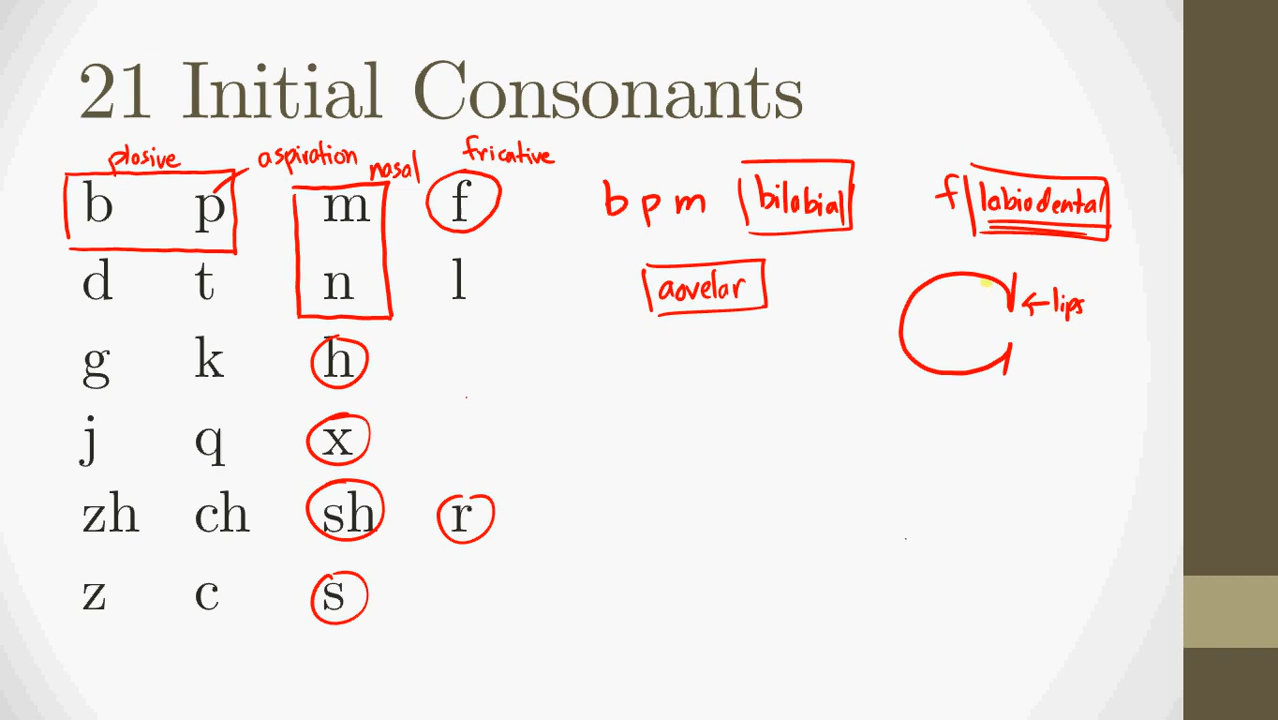 21 Initial Consonants
plosive aspiration nasal fricative
b p m f b p m bilobial f labiodental
d t n l aovelar
← lips
g k h
j q x
zh ch sh r
z c s